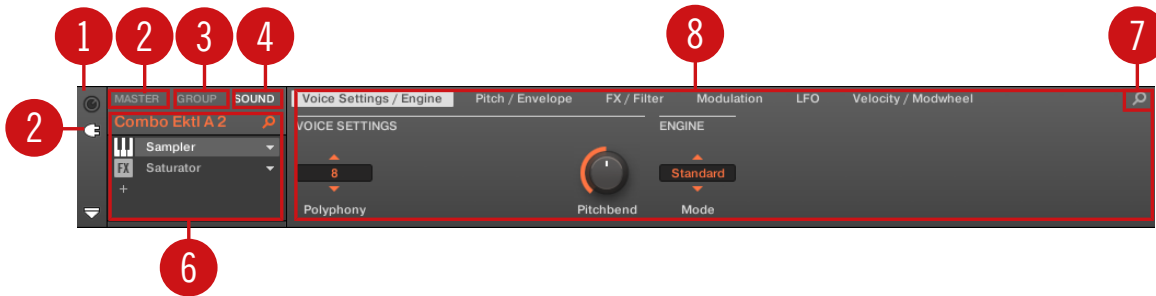 1 2 3 4 8 7
MASTER GROUP SOUND Voice Settings / Engine Pitch / Envelope FX / Filter Modulation LFO Velocity / Modwheel
2
Combo Ektl A 2
VOICE SETTINGS ENGINE
Sampler
FX Saturator
+
8 Standard
Polyphony Pitchbend Mode
6